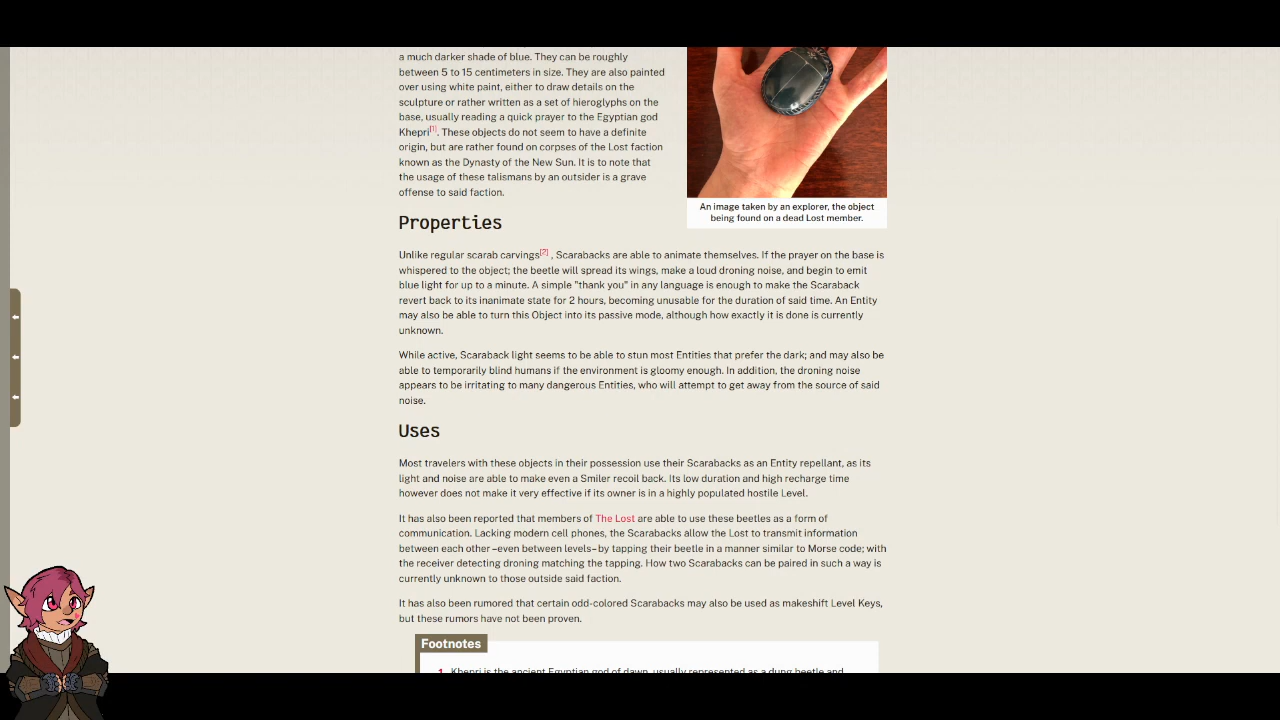 a much darker shade of blue. They can be roughly
between 5 to 15 centimeters in size. They are also painted
over using white paint, either to draw details on the
sculpture or rather written as a set of hieroglyphs on the
base, usually reading a quick prayer to the Egyptian god
Khepri[1]. These objects do not seem to have a definite
origin, but are rather found on corpses of the Lost faction
known as the Dynasty of the New Sun. It is to note that
the usage of these talismans by an outsider is a grave
offense to said faction.
An image taken by an explorer, the object
being found on a dead Lost member.
Properties
Unlike regular scarab carvings[2] , Scarabacks are able to animate themselves. If the prayer on the base is
whispered to the object; the beetle will spread its wings, make a loud droning noise, and begin to emit
blue light for up to a minute. A simple "thank you" in any language is enough to make the Scaraback
revert back to its inanimate state for 2 hours, becoming unusable for the duration of said time. An Entity
may also be able to turn this Object into its passive mode, although how exactly it is done is currently
unknown.
While active, Scaraback light seems to be able to stun most Entities that prefer the dark; and may also be
able to temporarily blind humans if the environment is gloomy enough. In addition, the droning noise
appears to be irritating to many dangerous Entities, who will attempt to get away from the source of said
noise.
Uses
Most travelers with these objects in their possession use their Scarabacks as an Entity repellant, as its
light and noise are able to make even a Smiler recoil back. Its low duration and high recharge time
however does not make it very effective if its owner is in a highly populated hostile Level.
It has also been reported that members of The Lost are able to use these beetles as a form of
communication. Lacking modern cell phones, the Scarabacks allow the Lost to transmit information
between each other –even between levels– by tapping their beetle in a manner similar to Morse code; with
the receiver detecting droning matching the tapping. How two Scarabacks can be paired in such a way is
currently unknown to those outside said faction.
It has also been rumored that certain odd-colored Scarabacks may also be used as makeshift Level Keys,
but these rumors have not been proven.
Footnotes
1. Khepri is the ancient Egyptian god of dawn, usually represented as a dung beetle and